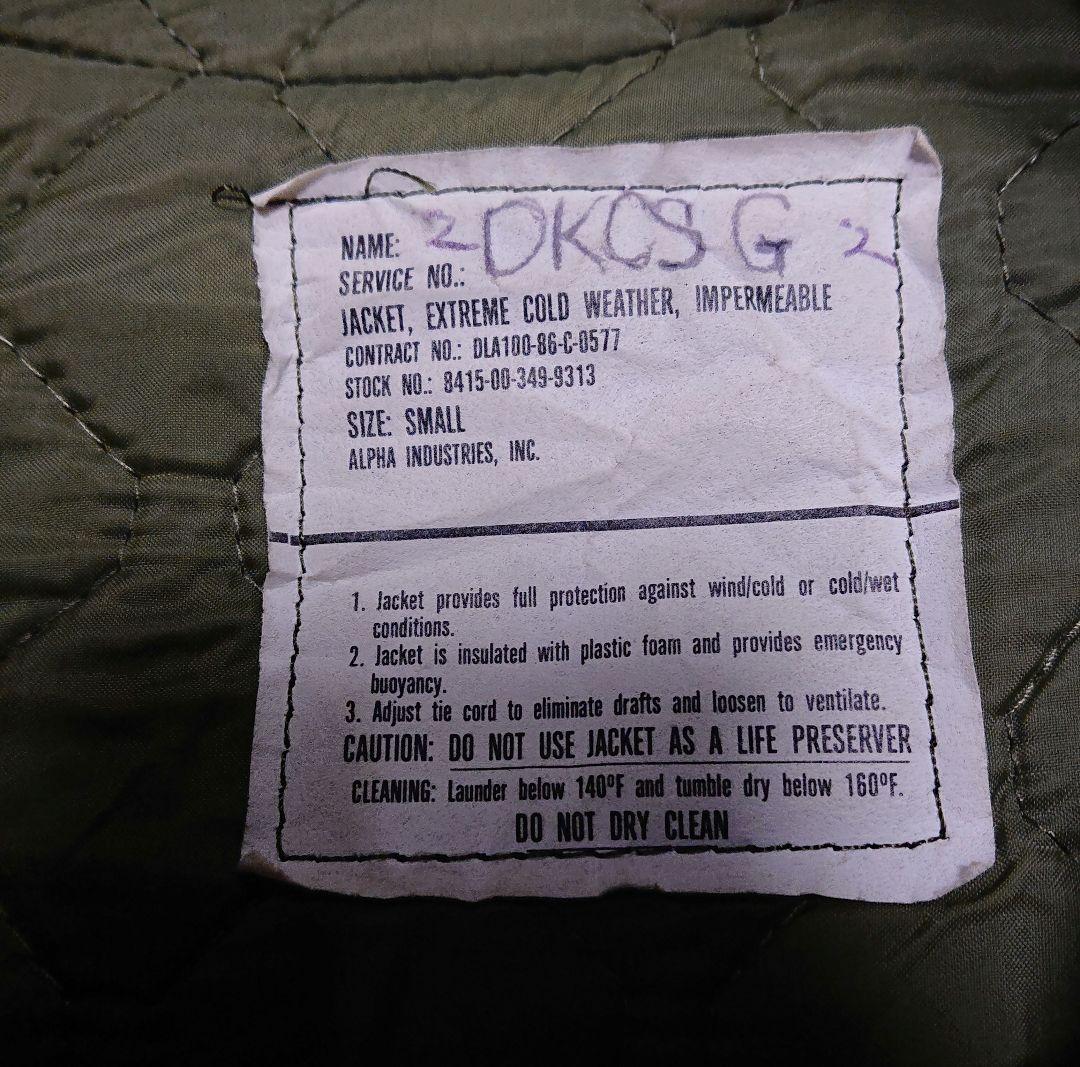 NAME: 2 DKCS G 2
SERVICE NO.:
JACKET, EXTREME COLD WEATHER, IMPERMEABLE
CONTRACT NO.: DLA100-86-C-0577
STOCK NO.: 8415-00-349-9313
SIZE: SMALL
ALPHA INDUSTRIES, INC.
1. Jacket provides full protection against wind/cold or cold/wet
conditions.
2. Jacket is insulated with plastic foam and provides emergency
buoyancy.
3. Adjust tie cord to eliminate drafts and loosen to ventilate.
CAUTION: DO NOT USE JACKET AS A LIFE PRESERVER
CLEANING: Launder below 140ºF and tumble dry below 160ºF.
DO NOT DRY CLEAN